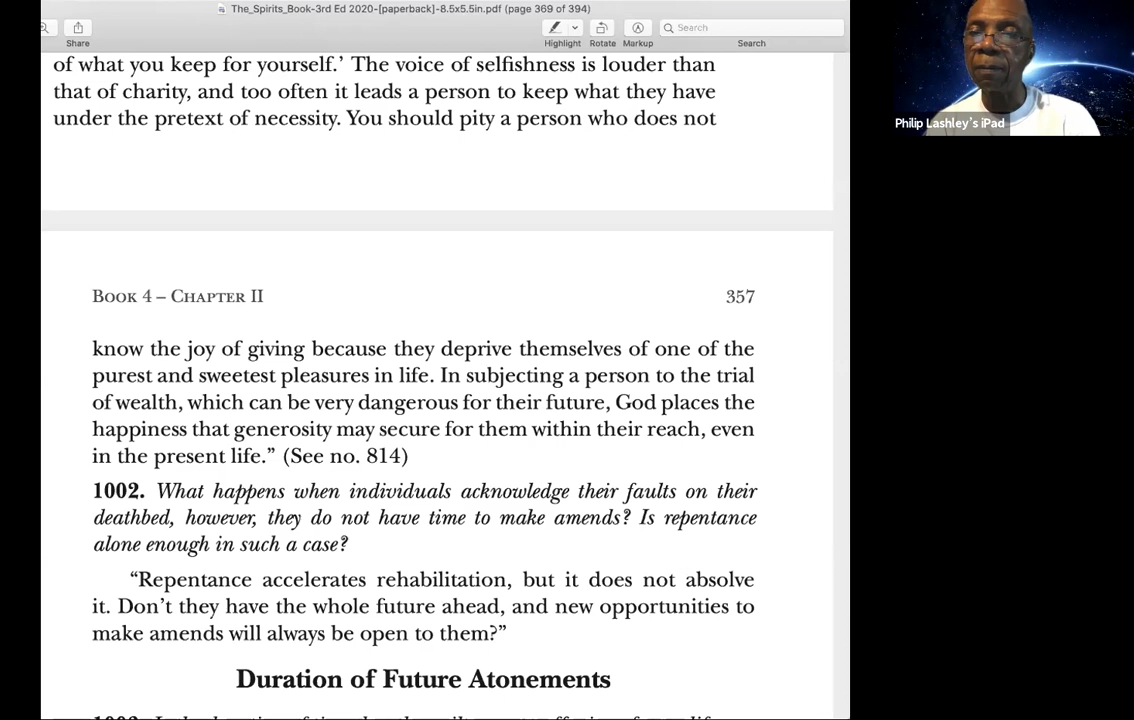 The_Spirits_Book-3rd Ed 2020-[paperback]-8.5x5.5in.pdf (page 369 of 394)
Search
Share
Highlight
Rotate
Markup
Search
of what you keep for yourself.’ The voice of selfishness is louder than
that of charity, and too often it leads a person to keep what they have
under the pretext of necessity. You should pity a person who does not
Philip Lashley's iPad
Book 4 – Chapter II
357
know the joy of giving because they deprive themselves of one of the
purest and sweetest pleasures in life. In subjecting a person to the trial
of wealth, which can be very dangerous for their future, God places the
happiness that generosity may secure for them within their reach, even
in the present life.” (See no. 814)
1002. What happens when individuals acknowledge their faults on their
deathbed, however, they do not have time to make amends? Is repentance
alone enough in such a case?
“Repentance accelerates rehabilitation, but it does not absolve
it. Don’t they have the whole future ahead, and new opportunities to
make amends will always be open to them?”
Duration of Future Atonements